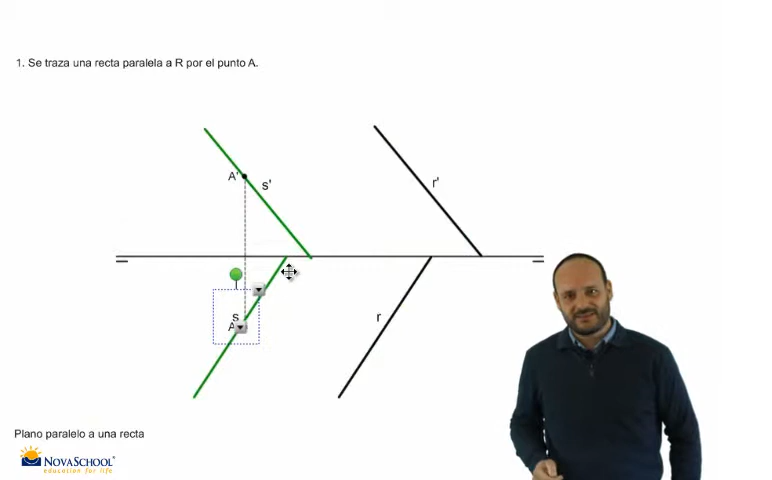 1. Se traza una recta paralela a R por el punto A.
A'
s'
r'
s
A
r
Plano paralelo a una recta
NOVASCHOOL
education for life